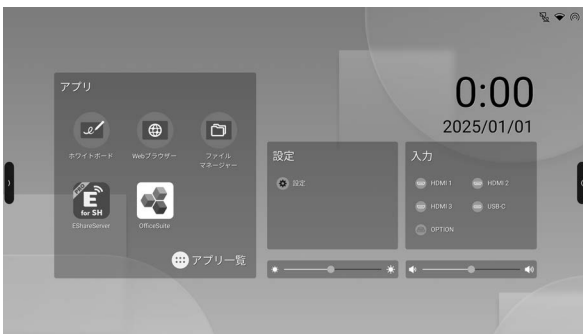 アプリ
ホワイトボード
Webブラウザー
ファイル
マネージャー
PRO
E
for SH
EShareServer
OfficeSuite
アプリ一覧
0:00
2025/01/01
設定
設定
入力
HDMI 1
HDMI 2
HDMI 3
USB-C
OPTION